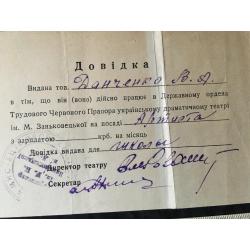 Довідка
Видана тов. Данченко В. А.
в тім, що він (вона) дійсно працює в Державному ордена
Трудового Червоного Прапора українському драматичному театрі
ім. М. Заньковецької на посаді Артиста
з зарплатою крб. на місяць
Довідка видана для школи
Директор театру
Секретар